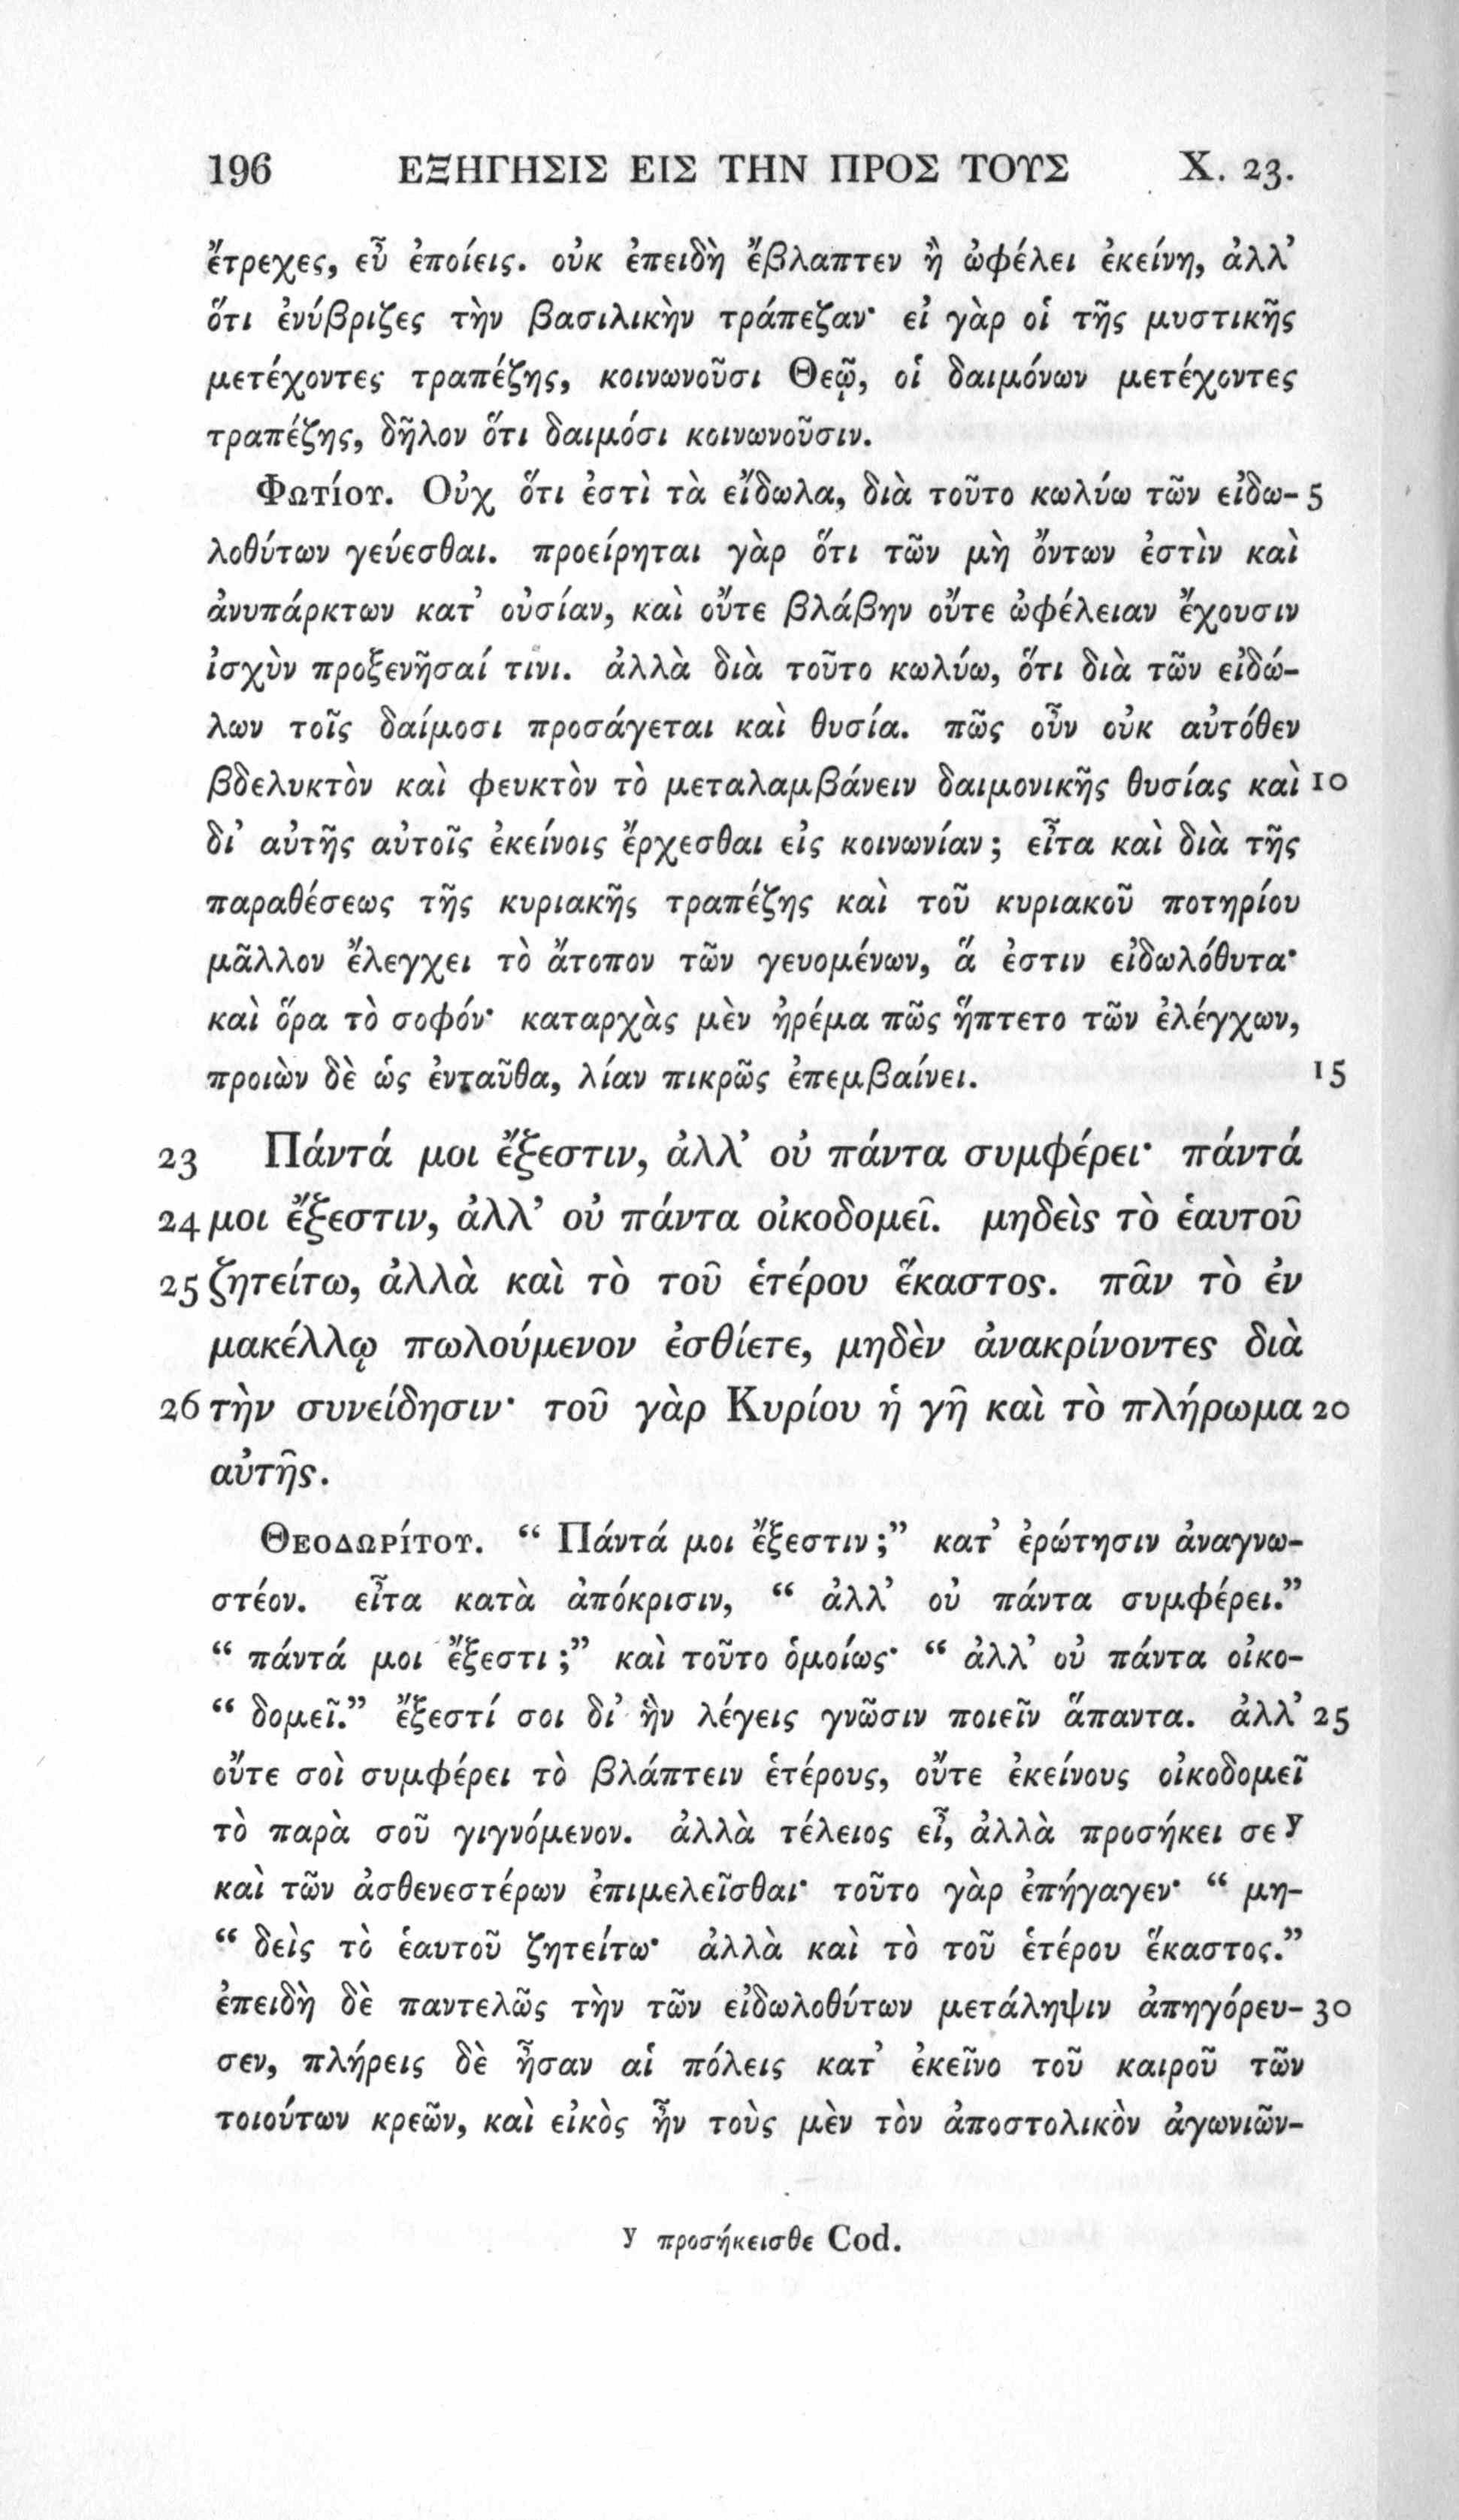 196 ΕΞΗΓΗΣΙΣ ΕΙΣ ΤΗΝ ΠΡΟΣ ΤΟΥΣ X. 23.
ἔτρεχες, εὖ ἐποίεις. οὐκ ἐπειδὴ ἔβλαπτεν ἢ ὠφέλει ἐκείνη, ἀλλ’
ὅτι ἐνύβριζες τὴν βασιλικὴν τράπεζαν· εἰ γὰρ οἱ τῆς μυστικῆς
μετέχοντες τραπέζης, κοινωνοῦσι Θεῷ, οἱ δαιμόνων μετέχοντες
τραπέζης, δῆλον ὅτι δαιμόσι κοινωνοῦσιν.
Φωτίου. Οὐχ ὅτι ἐστὶ τὰ εἴδωλα, διὰ τοῦτο κωλύω τῶν εἰδω- 5
λοθύτων γεύεσθαι. προείρηται γὰρ ὅτι τῶν μὴ ὄντων ἐστὶν καὶ
ἀνυπάρκτων κατ’ οὐσίαν, καὶ οὔτε βλάβην οὔτε ὠφέλειαν ἔχουσιν
ἰσχὺν προξενῆσαί τινι. ἀλλὰ διὰ τοῦτο κωλύω, ὅτι διὰ τῶν εἰδώ-
λων τοῖς δαίμοσι προσάγεται καὶ θυσία. πῶς οὖν οὐκ αὐτόθεν
βδελυκτὸν καὶ φευκτὸν τὸ μεταλαμβάνειν δαιμονικῆς θυσίας καὶ 10
δι’ αὐτῆς αὐτοῖς ἐκείνοις ἔρχεσθαι εἰς κοινωνίαν; εἶτα καὶ διὰ τῆς
παραθέσεως τῆς κυριακῆς τραπέζης καὶ τοῦ κυριακοῦ ποτηρίου
μᾶλλον ἔλεγχει τὸ ἄτοπον τῶν γευομένων, ἅ ἐστιν εἰδωλόθυτα·
καὶ ὅρα τὸ σοφόν· καταρχὰς μὲν ἠρέμα πῶς ἥπτετο τῶν ἐλέγχων,
προιὼν δὲ ὡς ἐνταῦθα, λίαν πικρῶς ἐπεμβαίνει. 15
23 Πάντά μοι ἔξεστιν, ἀλλ’ οὐ πάντα συμφέρει· πάντά
24 μοι ἔξεστιν, ἀλλ’ οὐ πάντα οἰκοδομεῖ. μηδεὶς τὸ ἑαυτοῦ
25 ζητείτω, ἀλλὰ καὶ τὸ τοῦ ἑτέρου ἕκαστος. πᾶν τὸ ἐν
μακέλλῳ πωλούμενον ἐσθίετε, μηδὲν ἀνακρίνοντες διὰ
26 τὴν συνείδησιν· τοῦ γὰρ Κυρίου ἡ γῆ καὶ τὸ πλήρωμα 20
αὐτῆς.
Θεοδωρίτου. “ Πάντά μοι ἔξεστιν;” κατ’ ἐρώτησιν ἀναγνω-
στέον. εἶτα κατὰ ἀπόκρισιν, “ ἀλλ’ οὐ πάντα συμφέρει.”
“ πάντά μοι ἔξεστι;” καὶ τοῦτο ὁμοίως· “ ἀλλ’ οὐ πάντα οἰκο-
“ δομεῖ.” ἔξεστί σοι δι’ ἣν λέγεις γνῶσιν ποιεῖν ἅπαντα. ἀλλ’ 25
οὔτε σοὶ συμφέρει τὸ βλάπτειν ἑτέρους, οὔτε ἐκείνους οἰκοδομεῖ
τὸ παρὰ σοῦ γιγνόμενον. ἀλλὰ τέλειος εἶ, ἀλλὰ προσήκει σε y
καὶ τῶν ἀσθενεστέρων ἐπιμελεῖσθαι· τοῦτο γὰρ ἐπήγαγεν· “ μη-
“ δεὶς τὸ ἑαυτοῦ ζητείτω· ἀλλὰ καὶ τὸ τοῦ ἑτέρου ἕκαστος.”
ἐπειδὴ δὲ παντελῶς τὴν τῶν εἰδωλοθύτων μετάληψιν ἀπηγόρευ- 30
σεν, πλήρεις δὲ ἦσαν αἱ πόλεις κατ’ ἐκεῖνο τοῦ καιροῦ τῶν
τοιούτων κρεῶν, καὶ εἰκὸς ἦν τοὺς μὲν τὸν ἀποστολικὸν ἀγωνιῶν-
y προσήκεισθε Cod.